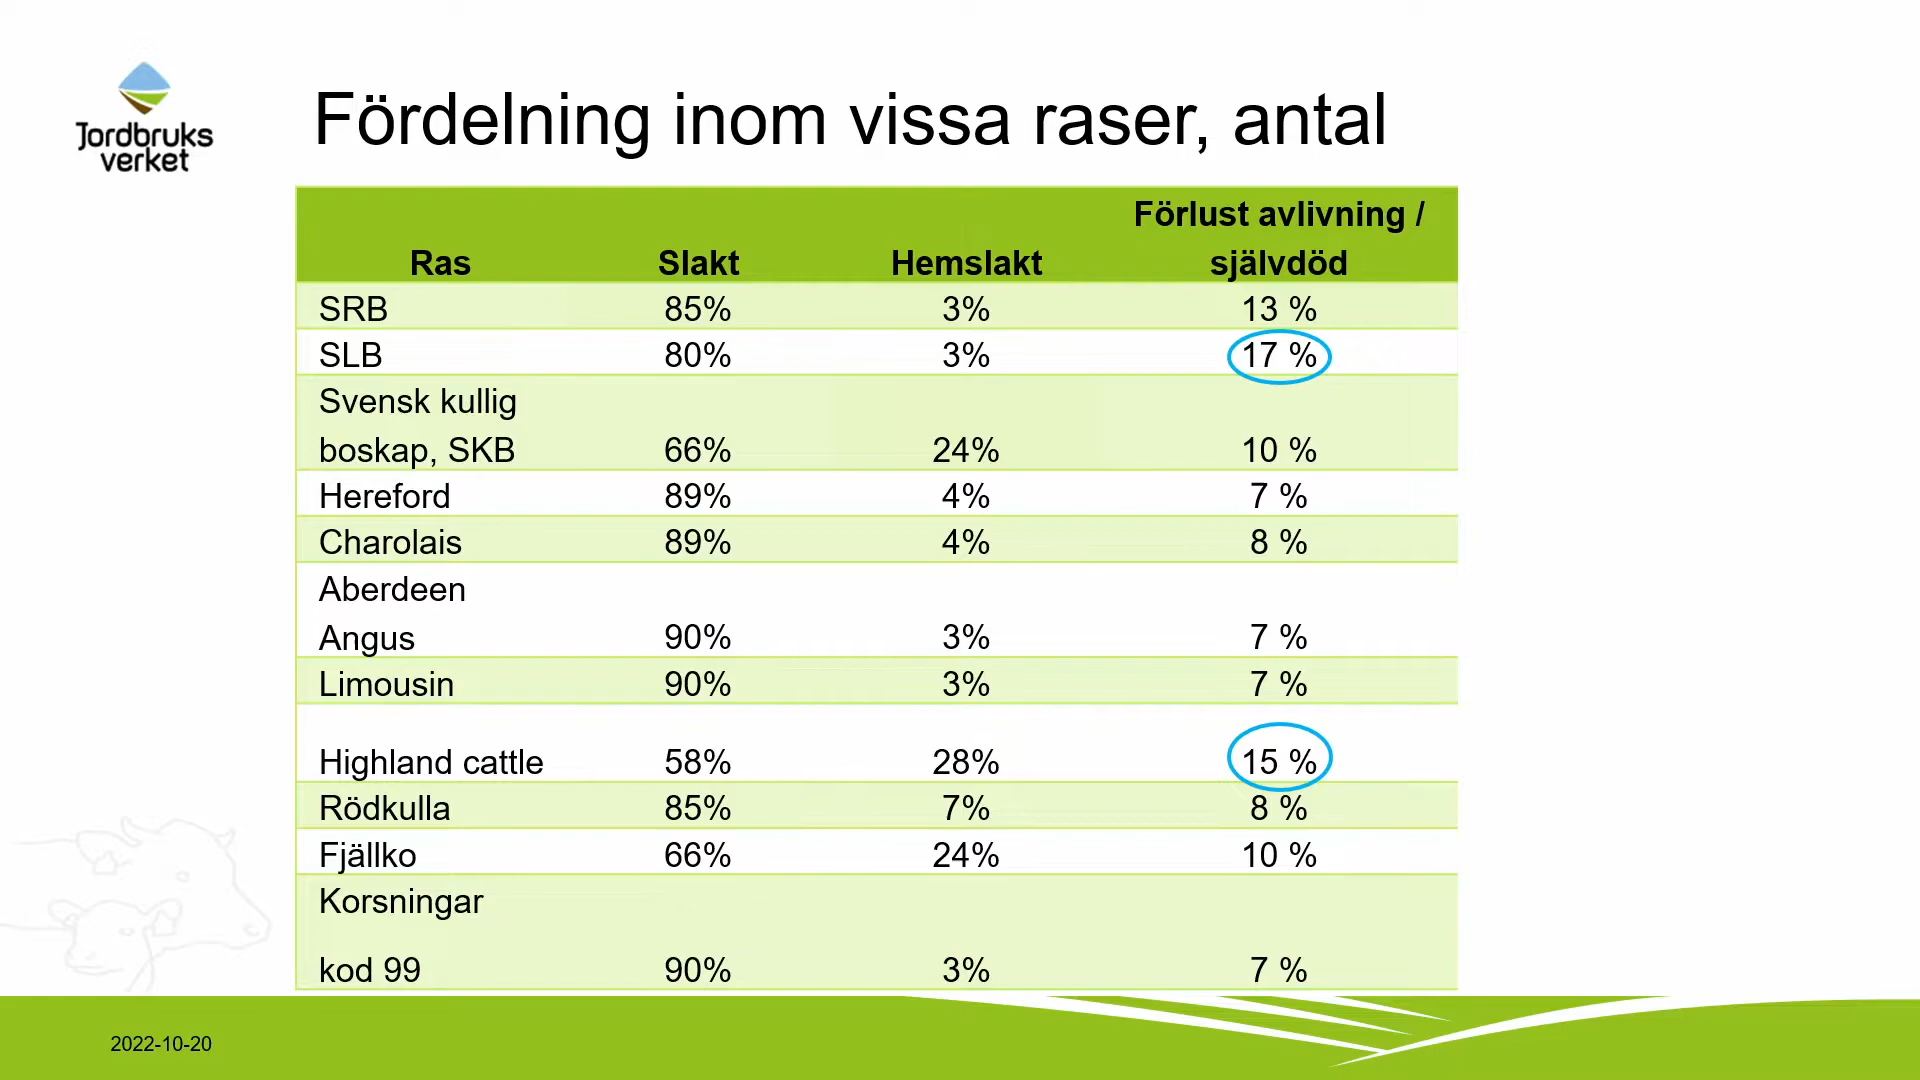 Jordbruks
verket
Fördelning inom vissa raser, antal
Förlust avlivning /
Ras Slakt Hemslakt självdöd
SRB 85% 3% 13 %
SLB 80% 3% 17 %
Svensk kullig
boskap, SKB 66% 24% 10 %
Hereford 89% 4% 7 %
Charolais 89% 4% 8 %
Aberdeen
Angus 90% 3% 7 %
Limousin 90% 3% 7 %
Highland cattle 58% 28% 15 %
Rödkulla 85% 7% 8 %
Fjällko 66% 24% 10 %
Korsningar
kod 99 90% 3% 7 %
2022-10-20